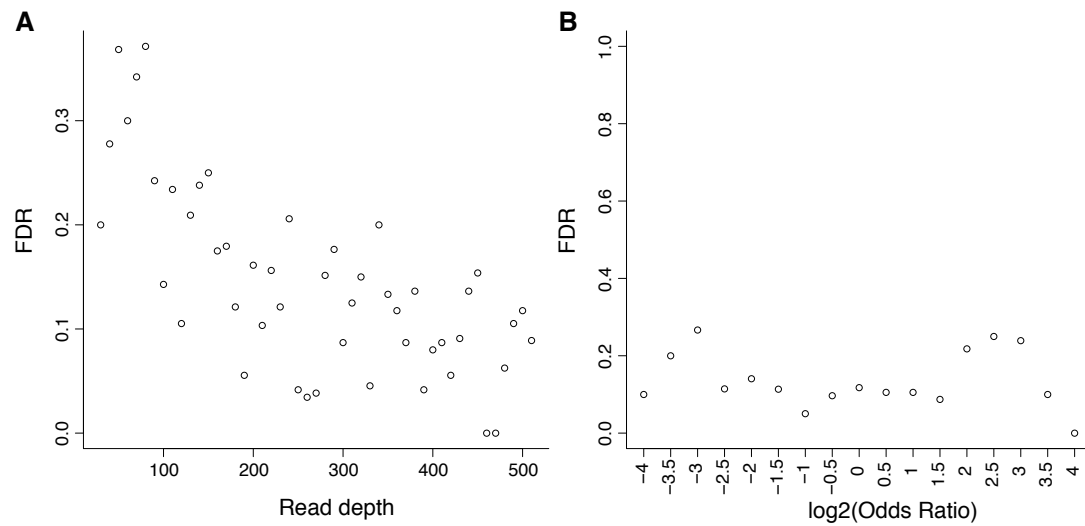 A
FDR
0.3
0.2
0.1
0.0
100 200 300 400 500
Read depth
B
FDR
1.0
0.8
0.6
0.4
0.2
0.0
−4 −3.5 −3 −2.5 −2 −1.5 −1 −0.5 0 0.5 1 1.5 2 2.5 3 3.5 4
log2(Odds Ratio)